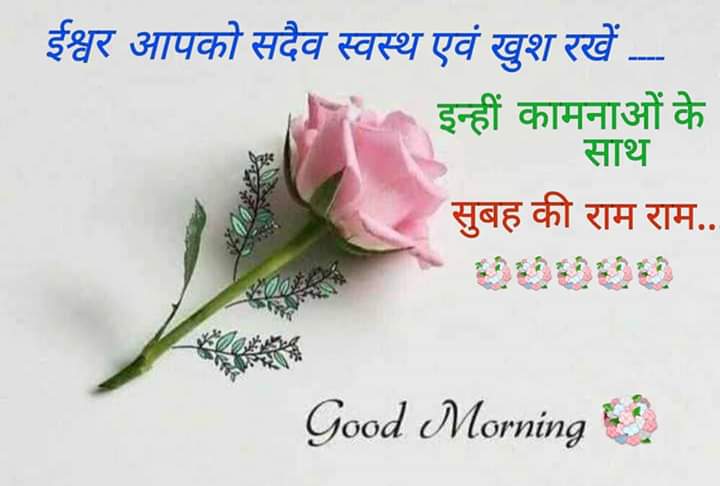 ईश्वर आपको सदैव स्वस्थ एवं खुश रखें ----
इन्हीं कामनाओं के
साथ
सुबह की राम राम..
Good Morning